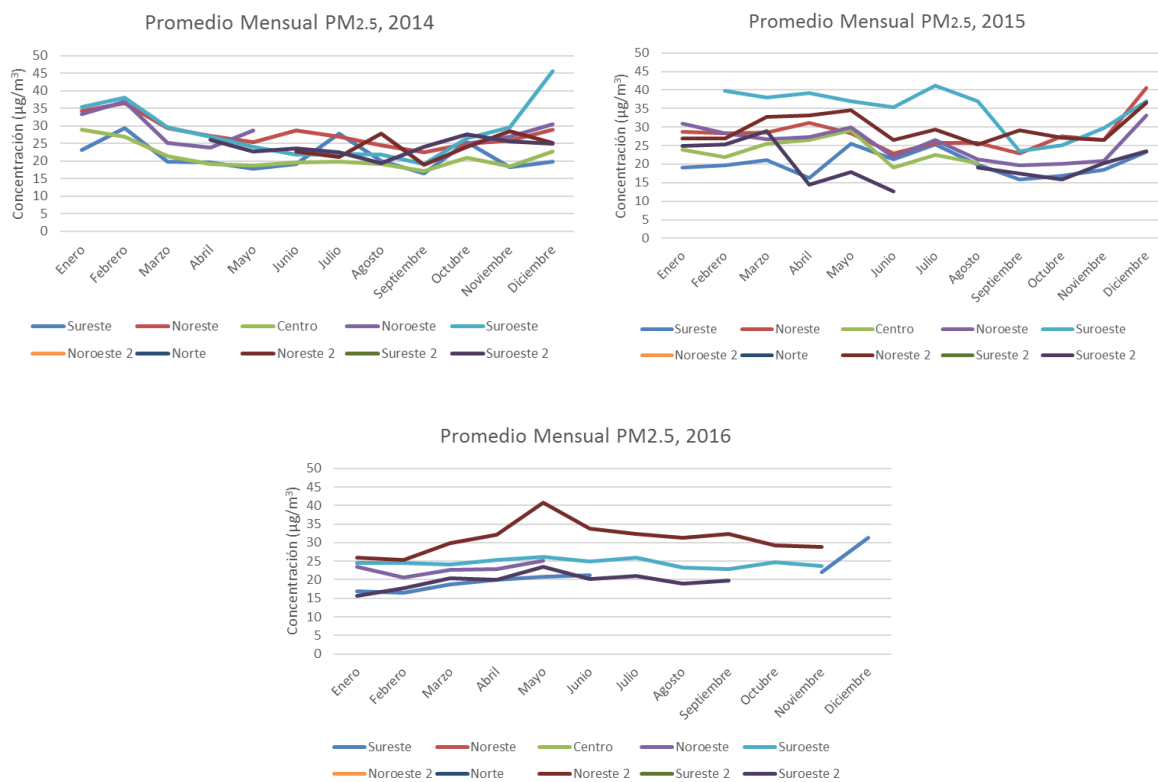 Promedio Mensual PM2.5, 2014
Concentración (µg/m³)
50
45
40
35
30
25
20
15
10
5
0
Enero Febrero Marzo Abril Mayo Junio Julio Agosto Septiembre Octubre Noviembre Diciembre
Sureste Noreste Centro Noroeste Suroeste
Noroeste 2 Norte Noreste 2 Sureste 2 Suroeste 2
Promedio Mensual PM2.5, 2015
Concentración (µg/m³)
50
45
40
35
30
25
20
15
10
5
0
Enero Febrero Marzo Abril Mayo Junio Julio Agosto Septiembre Octubre Noviembre Diciembre
Sureste Noreste Centro Noroeste Suroeste
Noroeste 2 Norte Noreste 2 Sureste 2 Suroeste 2
Promedio Mensual PM2.5, 2016
Concentración (µg/m³)
50
45
40
35
30
25
20
15
10
5
0
Enero Febrero Marzo Abril Mayo Junio Julio Agosto Septiembre Octubre Noviembre Diciembre
Sureste Noreste Centro Noroeste Suroeste
Noroeste 2 Norte Noreste 2 Sureste 2 Suroeste 2